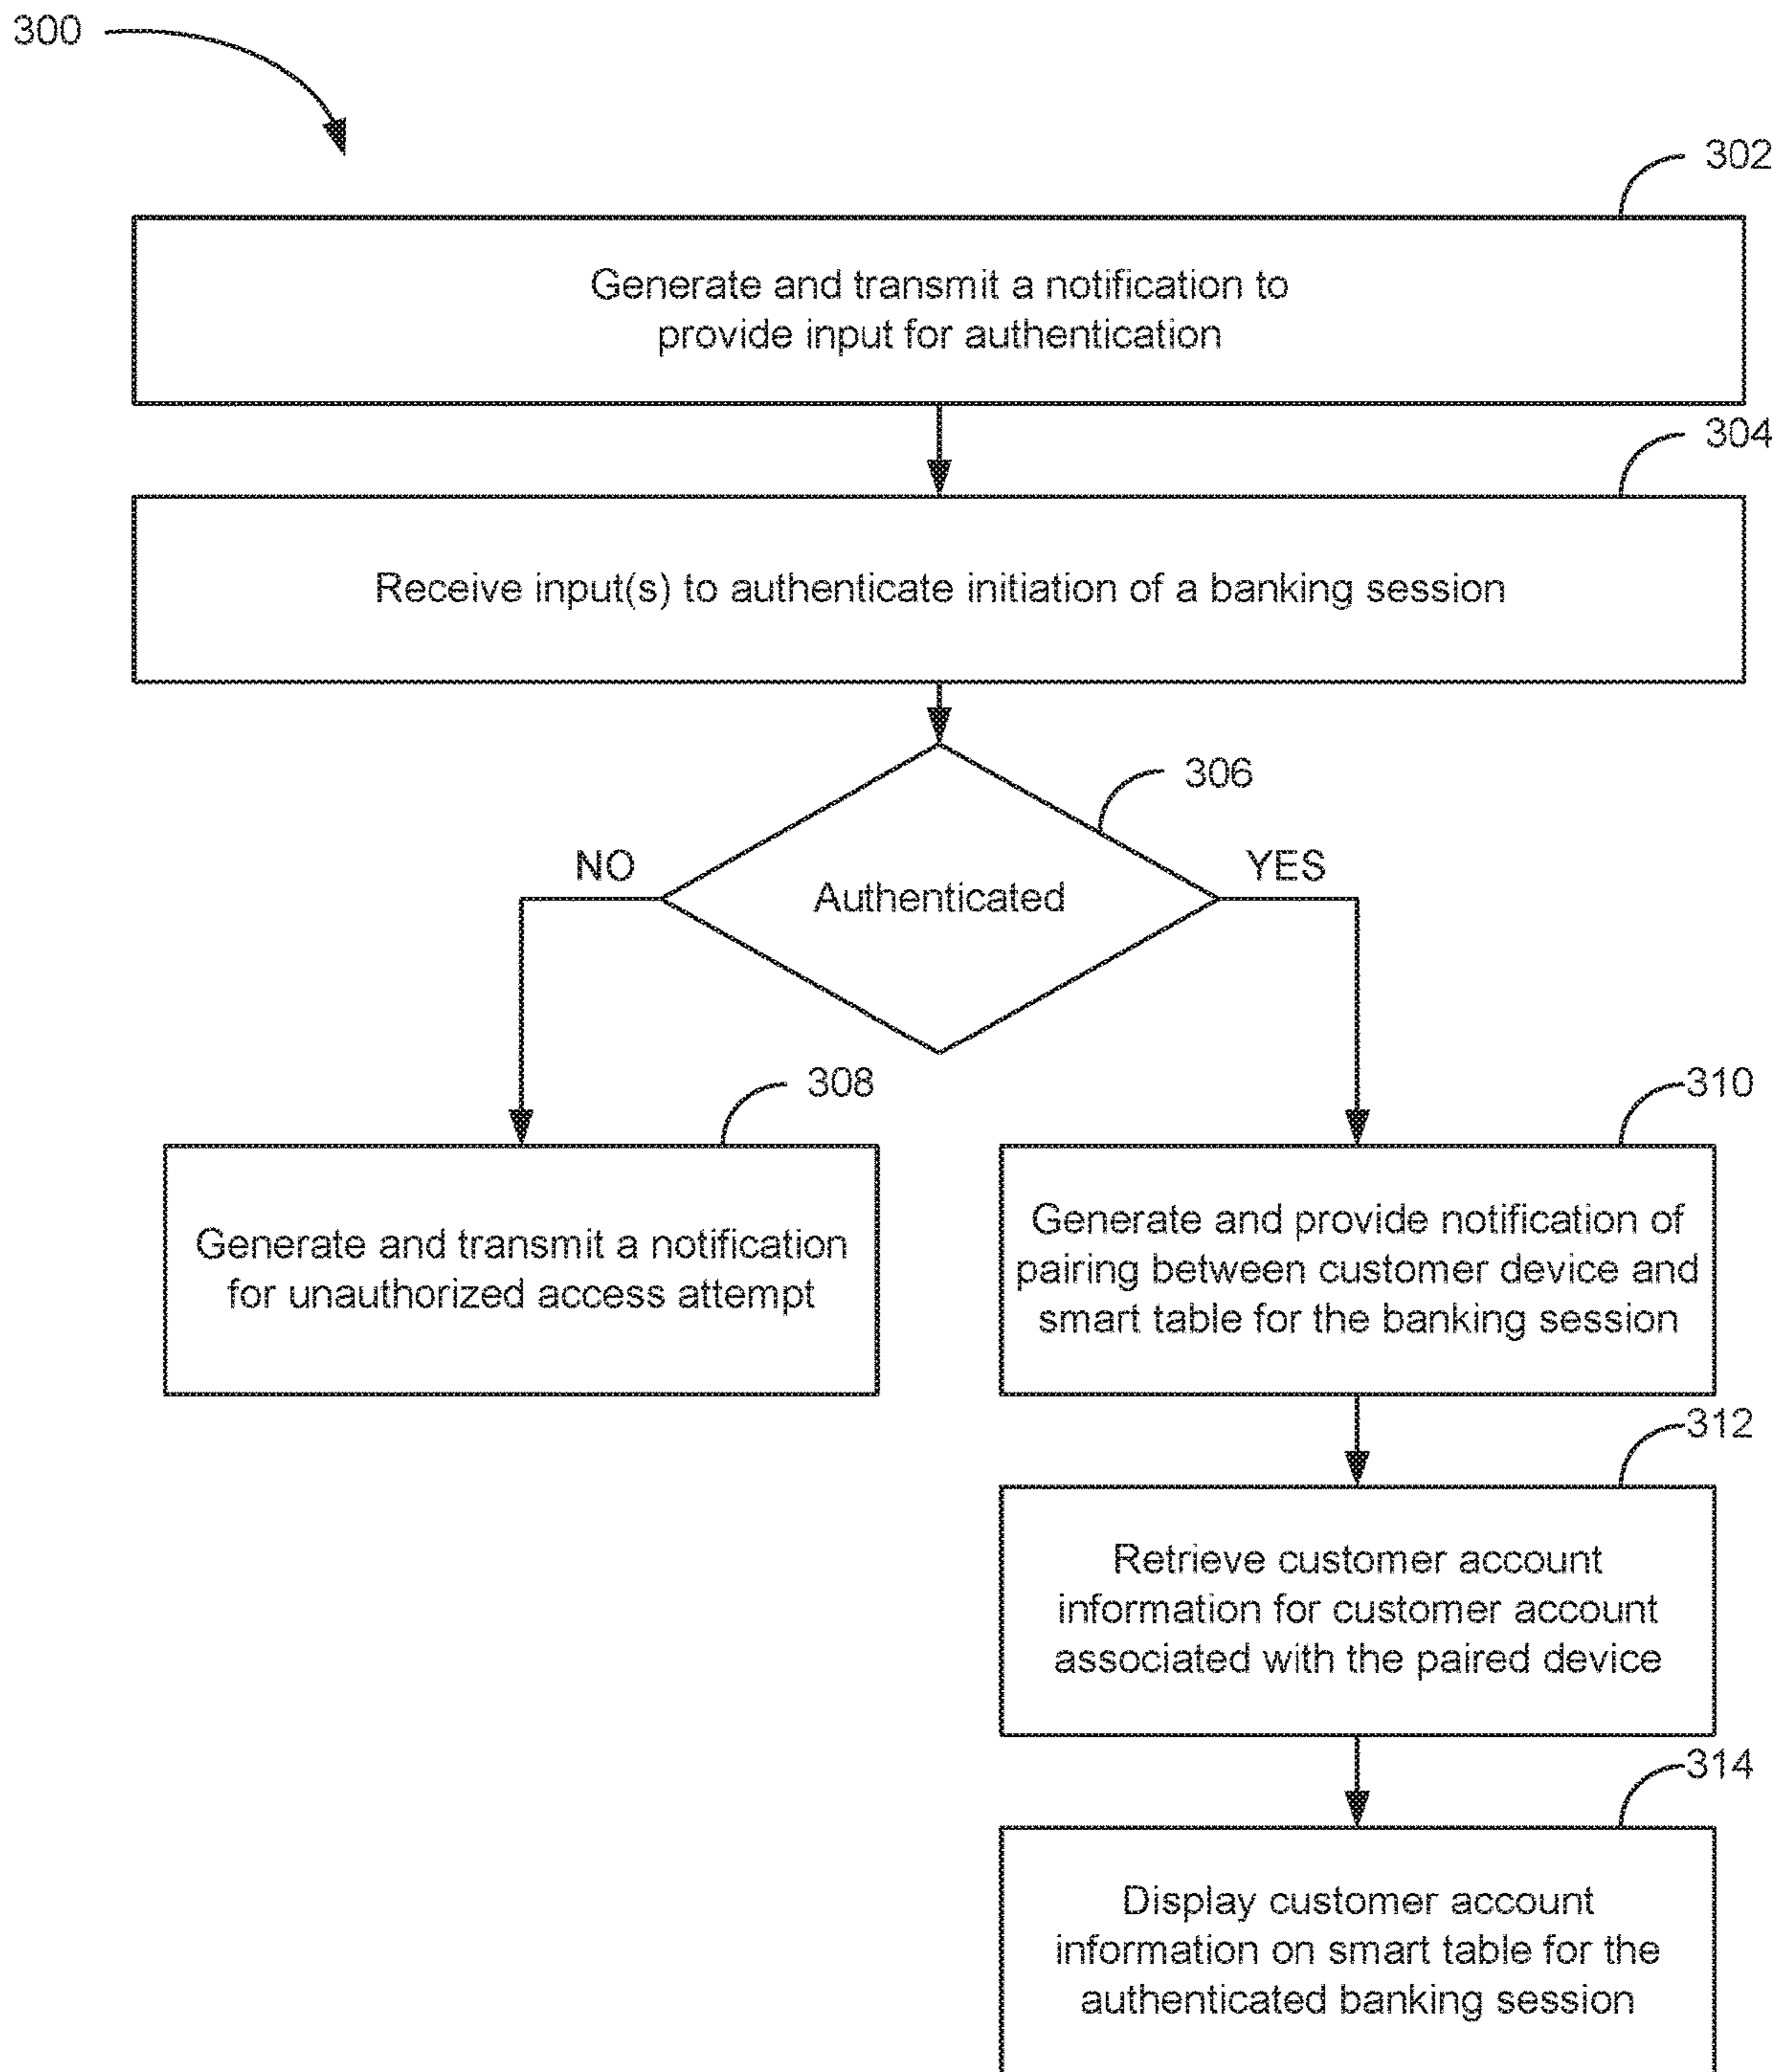 300
302
Generate and transmit a notification to
provide input for authentication
304
Receive input(s) to authenticate initiation of a banking session
306
NO
YES
Authenticated
308
310
Generate and transmit a notification
for unauthorized access attempt
Generate and provide notification of
pairing between customer device and
smart table for the banking session
312
Retrieve customer account
information for customer account
associated with the paired device
314
Display customer account
information on smart table for the
authenticated banking session